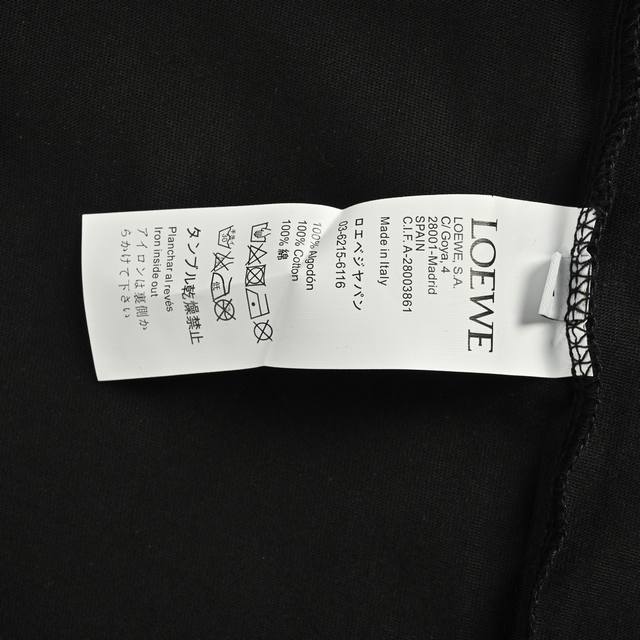 LOEWE
LOEWE, S.A.
C/ Goya, 4
28001-Madrid
SPAIN
C.I.F.A-28003861
Made in Italy
ロエベジャパン
03-6215-6116
100% Algodón
100% Cotton
100% 綿
タンブル乾燥禁止
Planchar al revés
Iron inside out
アイロンは裏側か
らかけて下さい